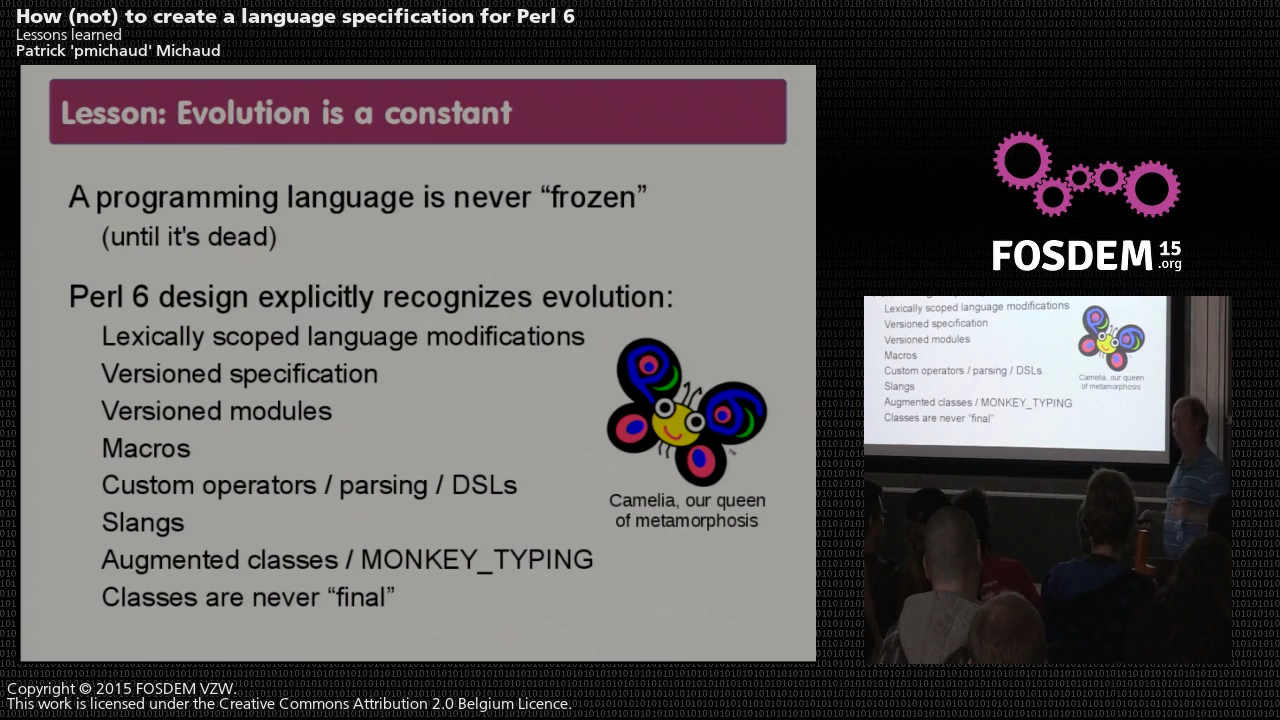 How (not) to create a language specification for Perl 6
Lessons learned
Patrick 'pmichaud' Michaud
Lesson: Evolution is a constant
A programming language is never “frozen”
(until it's dead)
Perl 6 design explicitly recognizes evolution:
Lexically scoped language modifications
Versioned specification
Versioned modules
Macros
Custom operators / parsing / DSLs
Slangs
Augmented classes / MONKEY_TYPING
Classes are never “final”
TM
Camelia, our queen
of metamorphosis
FOSDEM 15
.org
Lexically scoped language modifications
Versioned specification
Versioned modules
Macros
Custom operators / parsing / DSLs
Slangs
Augmented classes / MONKEY_TYPING
Classes are never “final”
Camelia, our queen
of metamorphosis
Copyright © 2015 FOSDEM VZW.
This work is licensed under the Creative Commons Attribution 2.0 Belgium Licence.